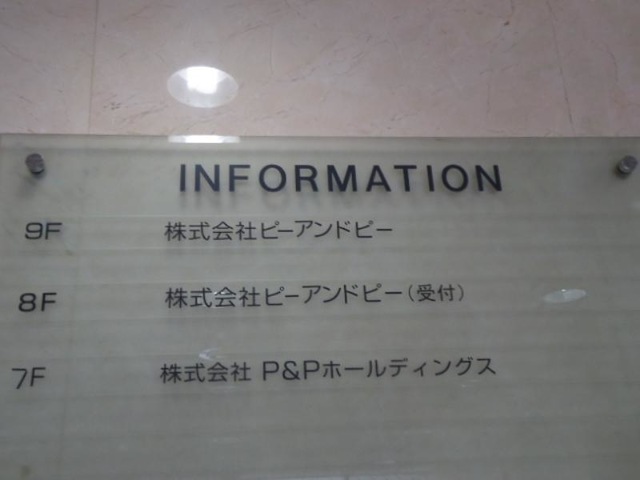 INFORMATION
9F 株式会社ピーアンドピー
8F 株式会社ピーアンドピー(受付)
7F 株式会社 P&Pホールディングス